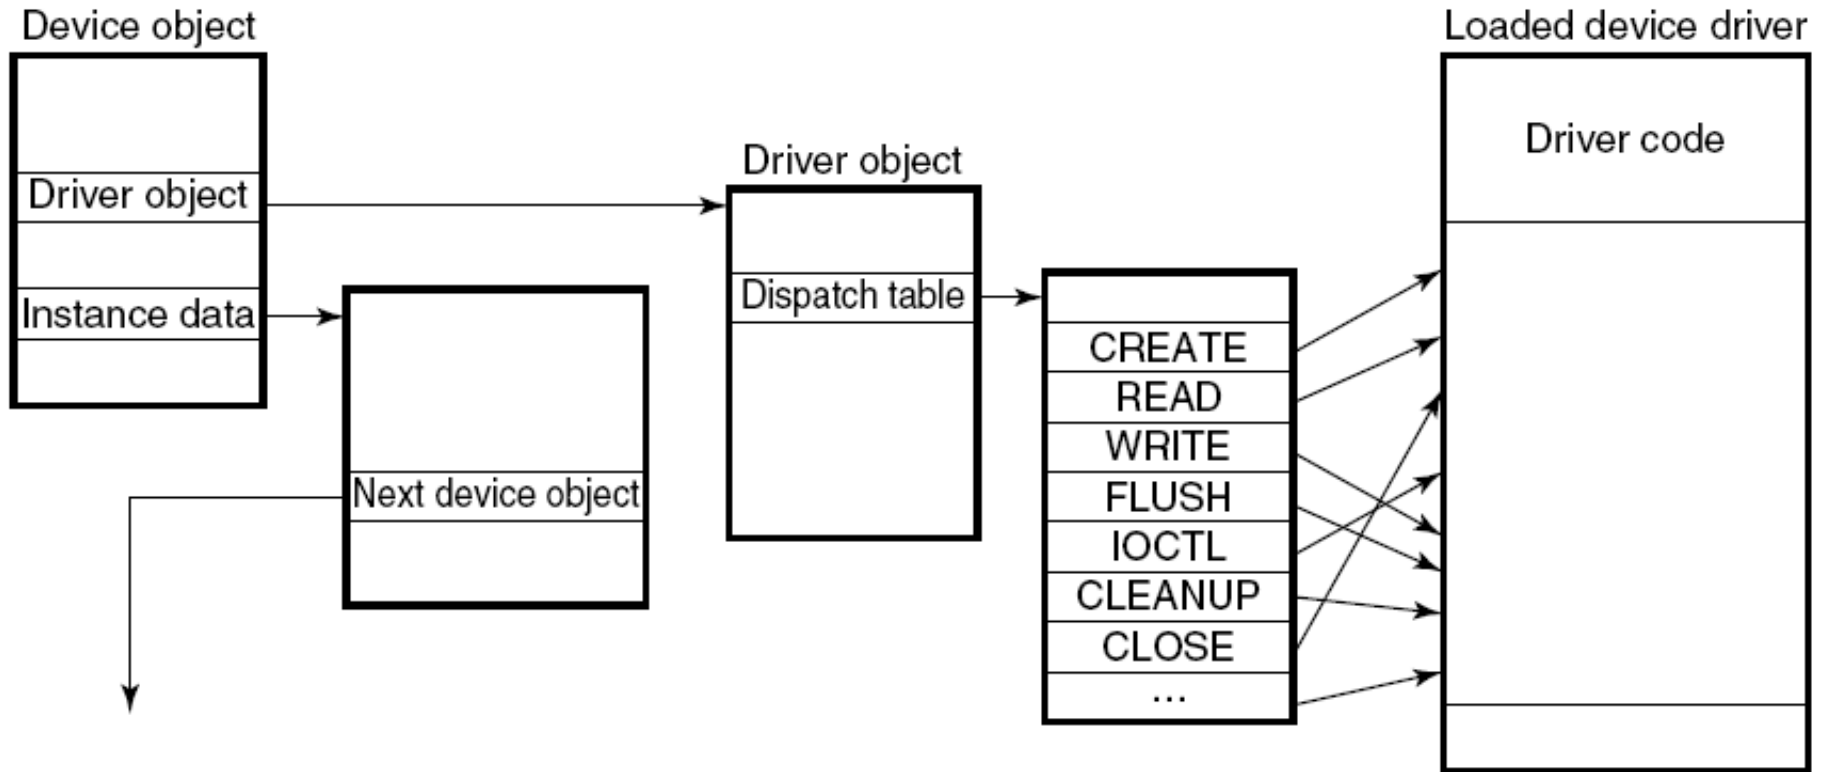 Device object
Driver object
Instance data
Next device object
Driver object
Dispatch table
CREATE
READ
WRITE
FLUSH
IOCTL
CLEANUP
CLOSE
...
Loaded device driver
Driver code